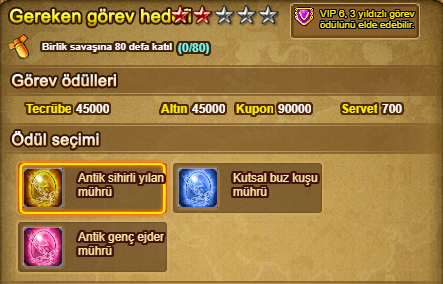 Gereken görev hedefi
VIP 6, 3 yıldızlı görev
ödülünü elde edebilir.
Birlik savaşına 80 defa katıl (0/80)
Görev ödülleri
Tecrübe 45000 Altın 45000 Kupon 90000 Servet 700
Ödül seçimi
Antik sihirli yılan
mührü
Kutsal buz kuşu
mührü
Antik genç ejder
mührü